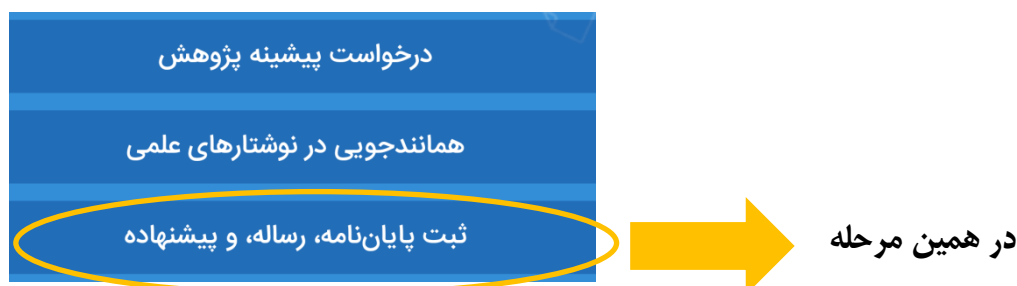 درخواست پیشینه پژوهش
همانندجویی در نوشتارهای علمی
ثبت پایان‌نامه، رساله، و پیشنهاده
در همین مرحله